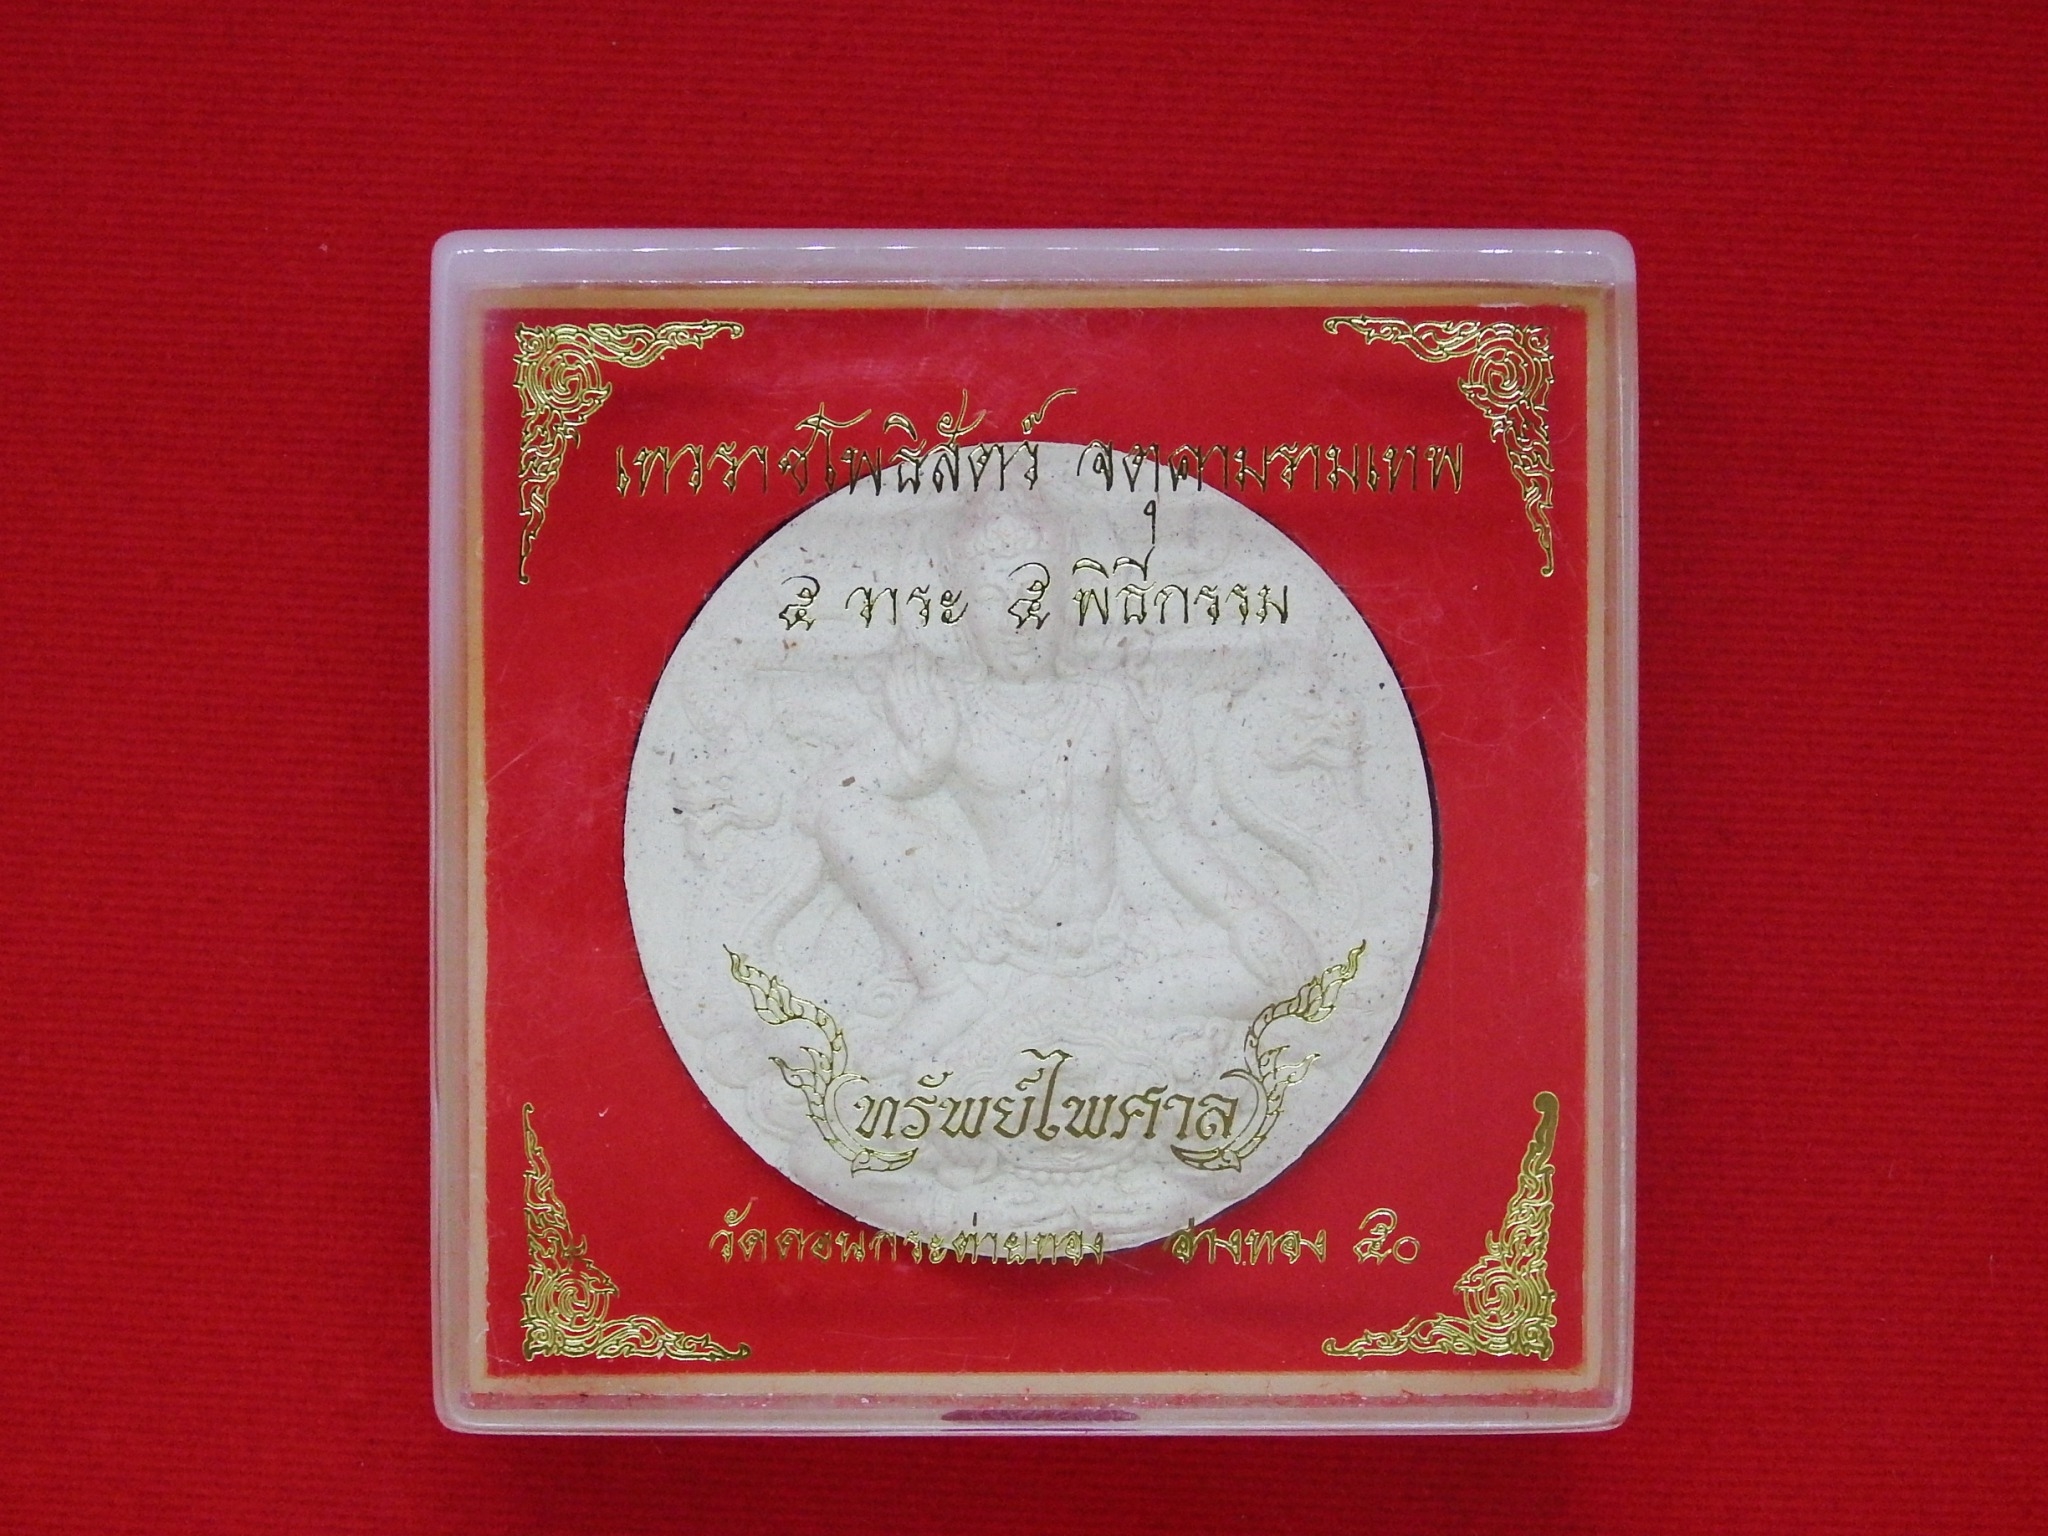 เทวราชโพธิสัตว์ จตุคามรามเทพ
๕ วาระ ๕ พิธีกรรม
ทรัพย์ไพศาล
วัดดอนกระต่ายทอง อ่างทอง ๕๐